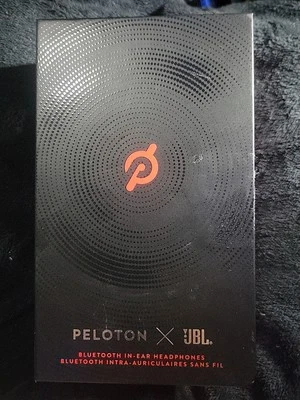 PELOTON X JBL
BLUETOOTH IN-EAR HEADPHONES
BLUETOOTH INTRA-AURICULAIRES SANS FIL